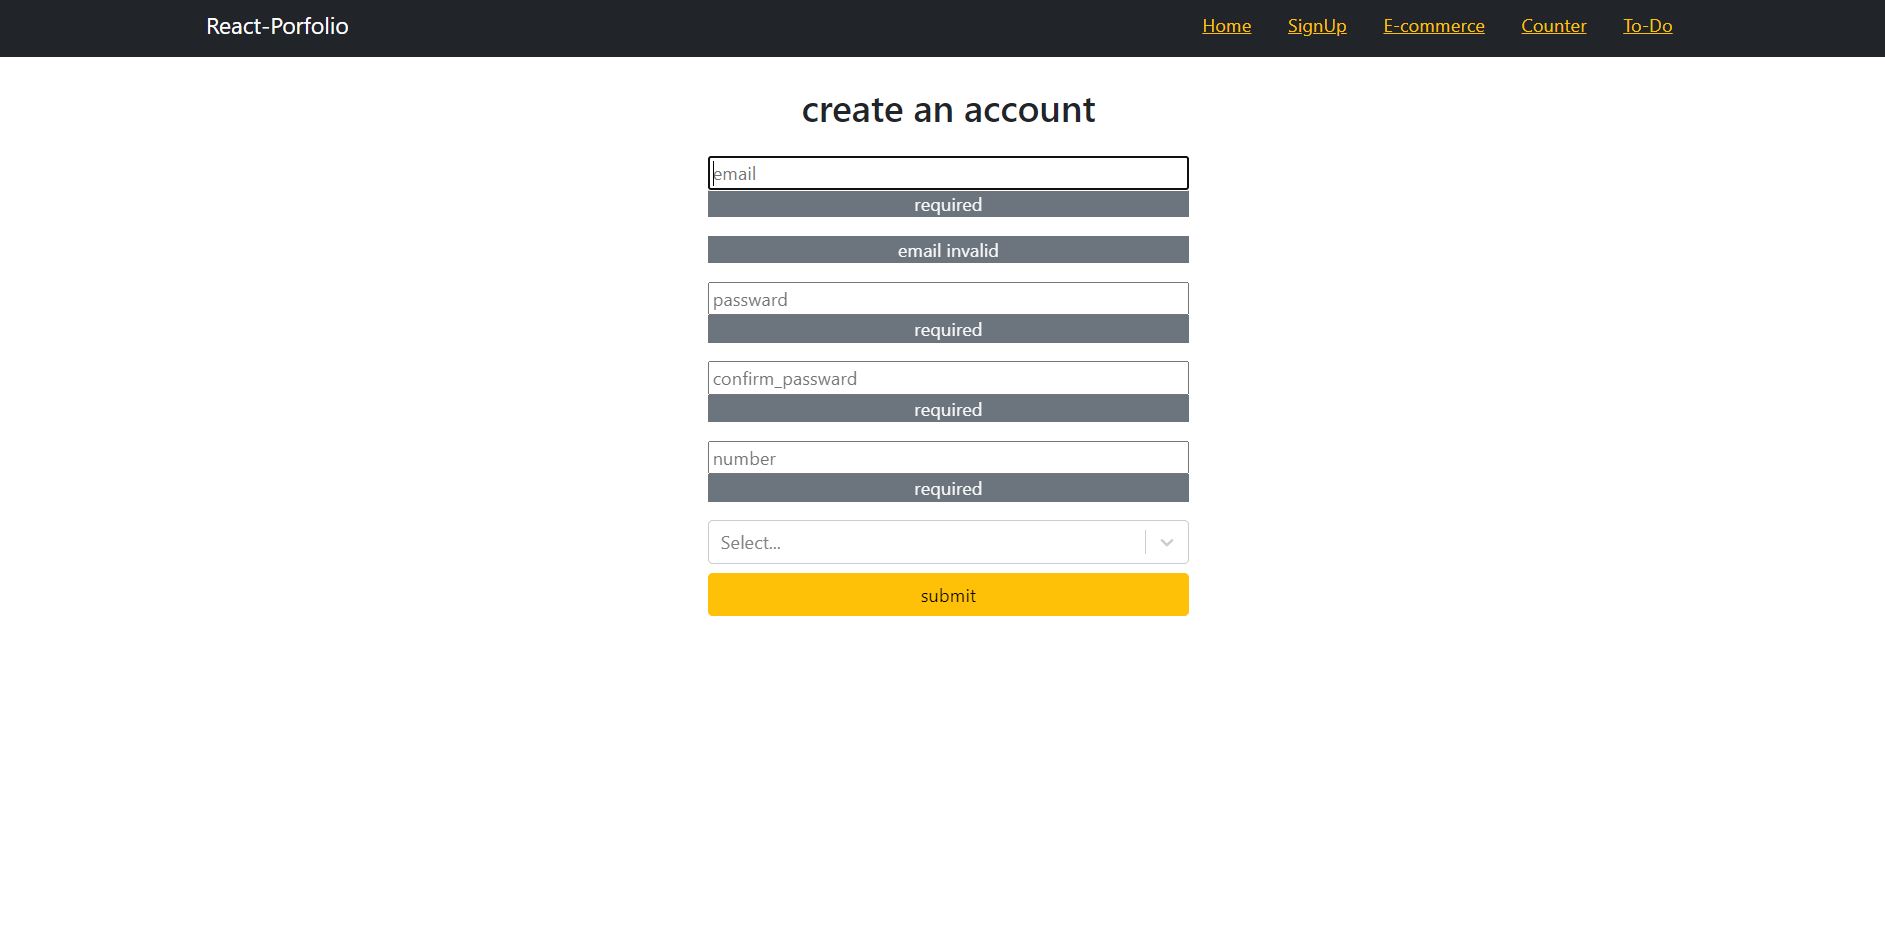 React-Porfolio Home SignUp E-commerce Counter To-Do
create an account
email
required
email invalid
passward
required
confirm_passward
required
number
required
Select...
submit